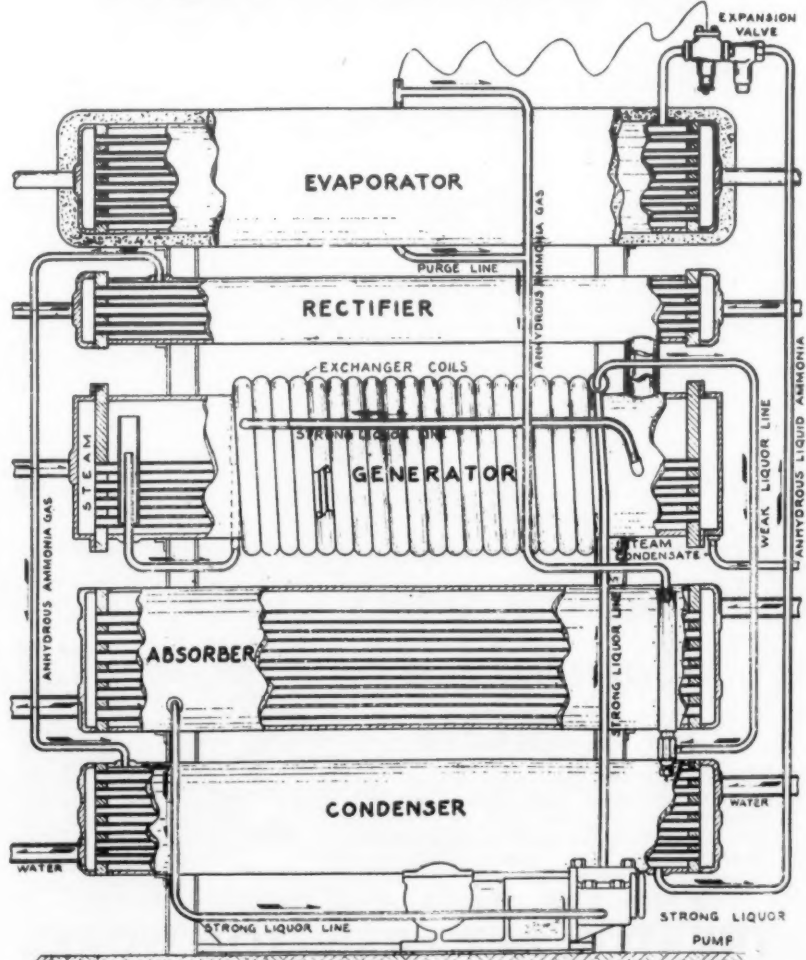 EXPANSION
VALVE
EVAPORATOR
PURGE LINE
ANHYDROUS AMMONIA GAS
RECTIFIER
EXCHANGER COILS
STRONG LIQUOR LINE
GENERATOR
STEAM
STEAM
CONDENSATE
WEAK LIQUOR LINE
ANHYDROUS LIQUID AMMONIA
ANHYDROUS AMMONIA GAS
ABSORBER
STRONG LIQUOR LINES
CONDENSER
WATER
WATER
STRONG LIQUOR LINE
STRONG LIQUOR
PUMP